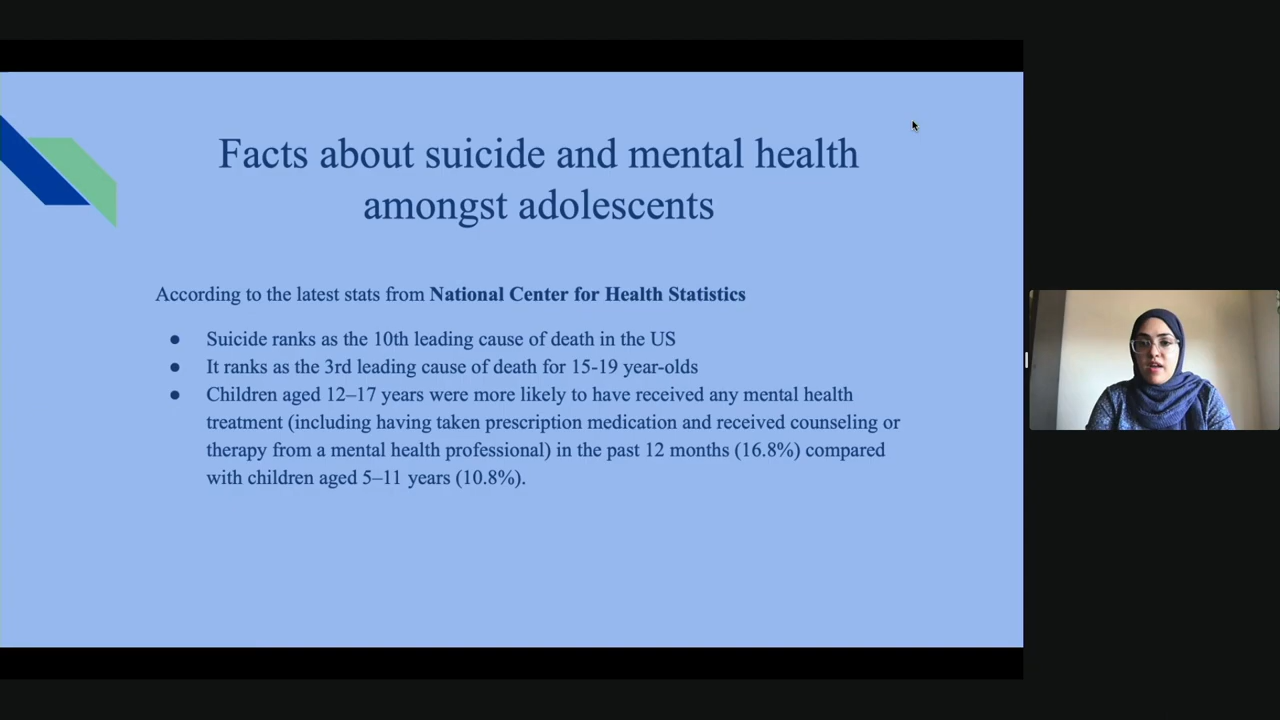 Facts about suicide and mental health
amongst adolescents
According to the latest stats from National Center for Health Statistics
● Suicide ranks as the 10th leading cause of death in the US
● It ranks as the 3rd leading cause of death for 15-19 year-olds
● Children aged 12–17 years were more likely to have received any mental health
treatment (including having taken prescription medication and received counseling or
therapy from a mental health professional) in the past 12 months (16.8%) compared
with children aged 5–11 years (10.8%).